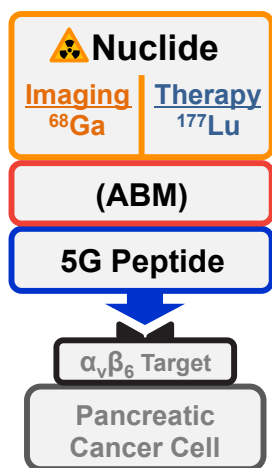 Nuclide
Imaging Therapy
⁶⁸Ga ¹⁷⁷Lu
(ABM)
5G Peptide
αᵥβ₆ Target
Pancreatic
Cancer Cell